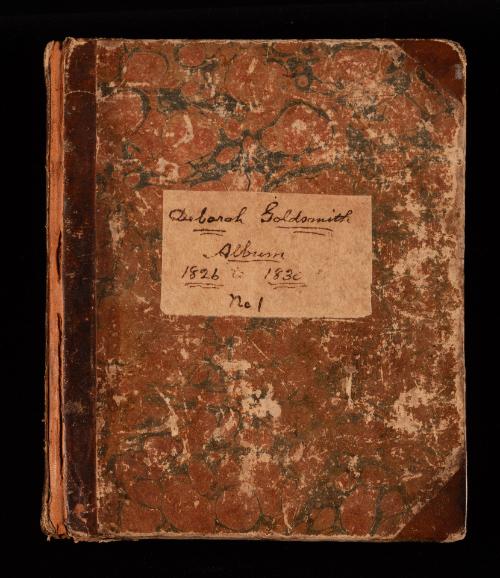 Deborah Goldsmith
Album
1826 to 1830
No 1